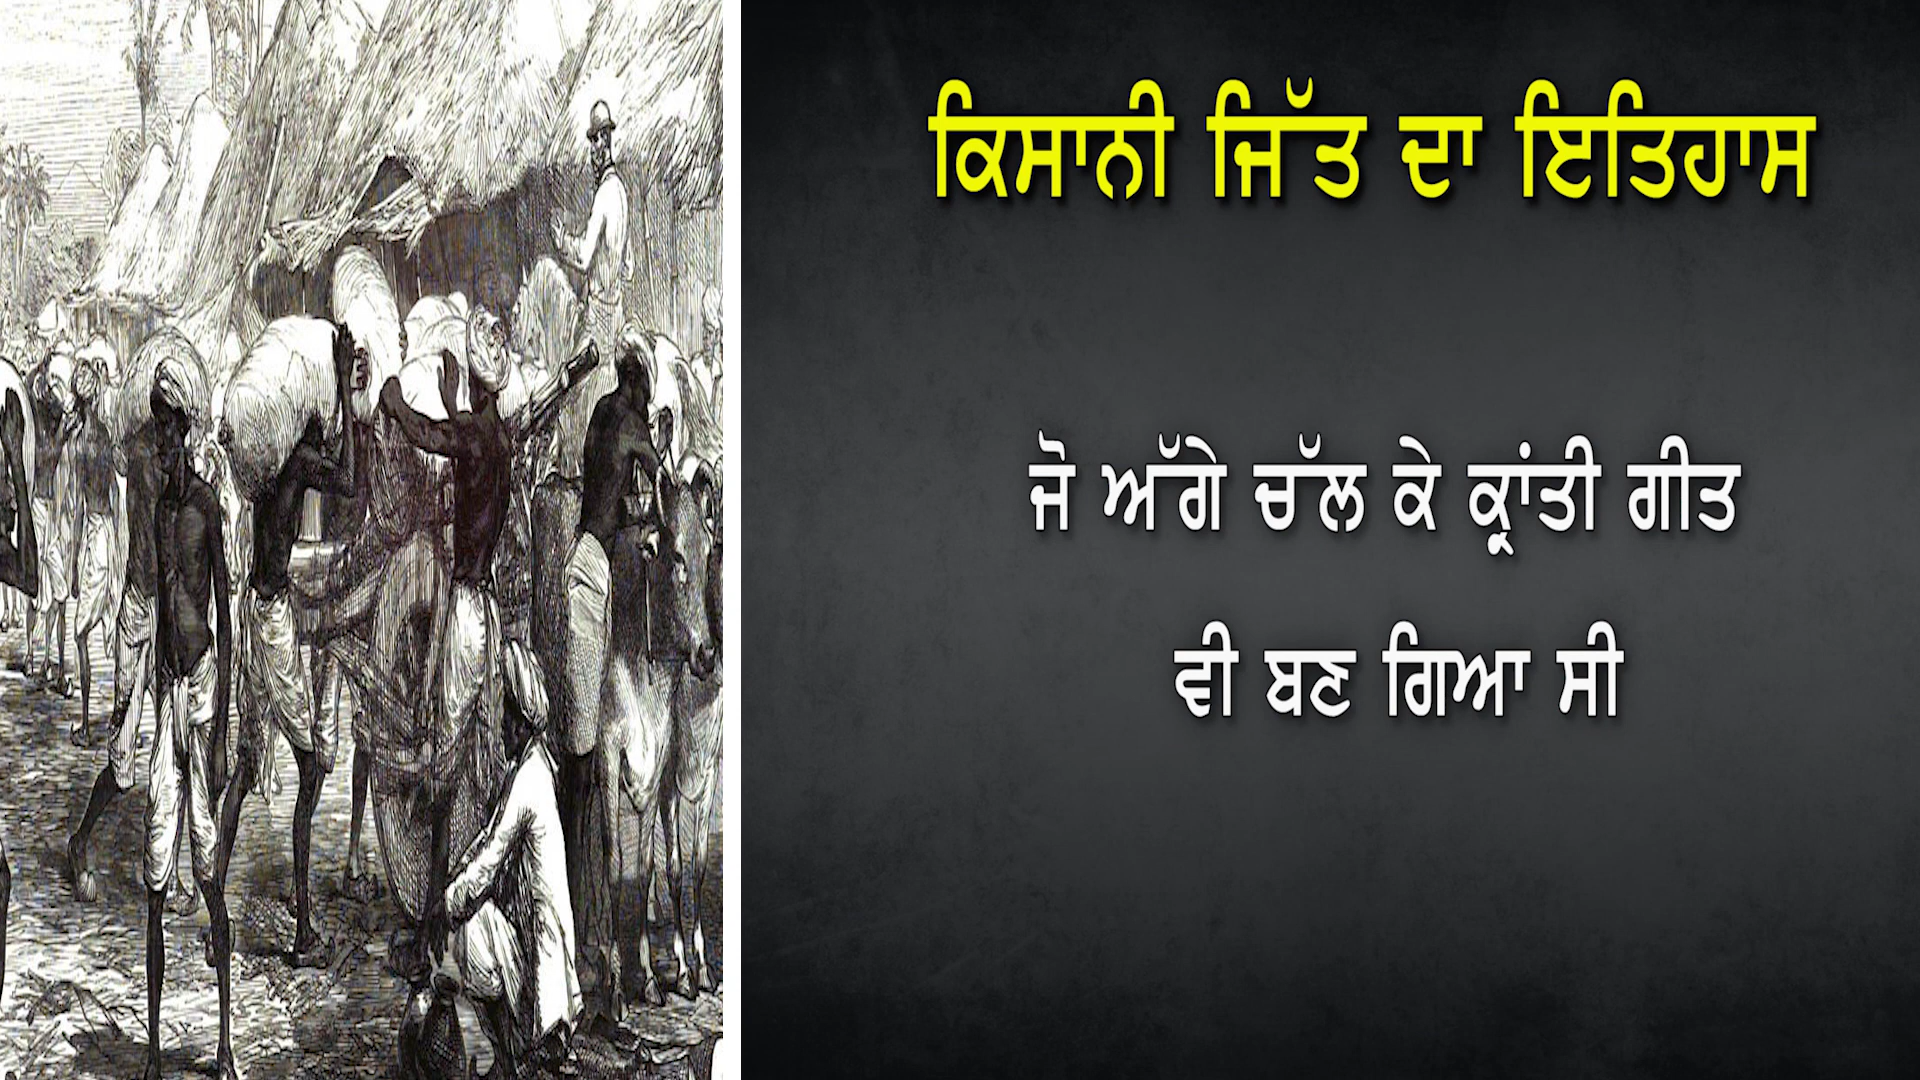 ਕਿਸਾਨੀ ਜਿੱਤ ਦਾ ਇਤਿਹਾਸ
ਜੋ ਅੱਗੇ ਚੱਲ ਕੇ ਕ੍ਰਾਂਤੀ ਗੀਤ
ਵੀ ਬਣ ਗਿਆ ਸੀ